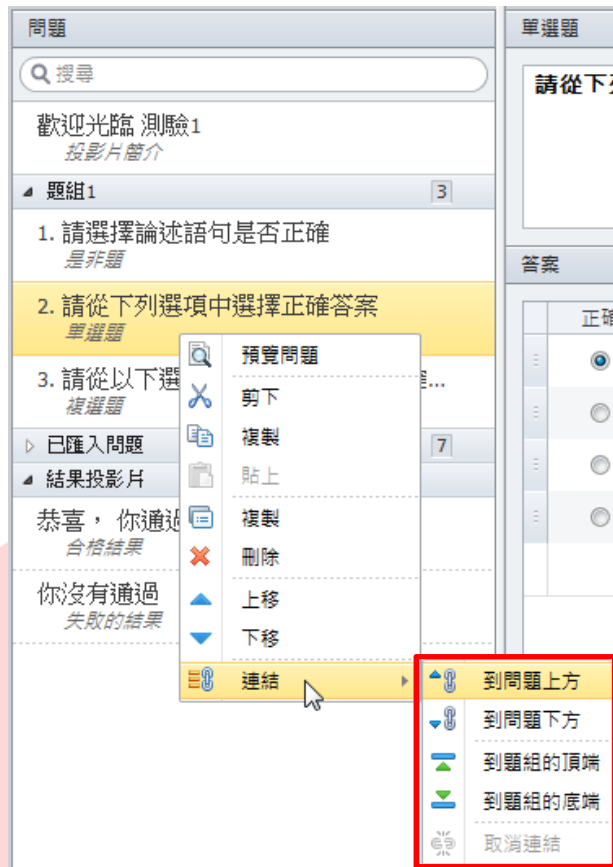 問題
搜尋
歡迎光臨 測驗1
投影片簡介
題組1 3
1. 請選擇論述語句是否正確
是非題
2. 請從下列選項中選擇正確答案
單選題
3. 請從以下選
複選題
已匯入問題 7
結果投影片
恭喜， 你通過
合格結果
你沒有通過
失敗的結果
預覽問題
剪下
複製
貼上
複製
刪除
上移
下移
連結
到問題上方
到問題下方
到題組的頂端
到題組的底端
取消連結
單選題
請從下列
答案
正確